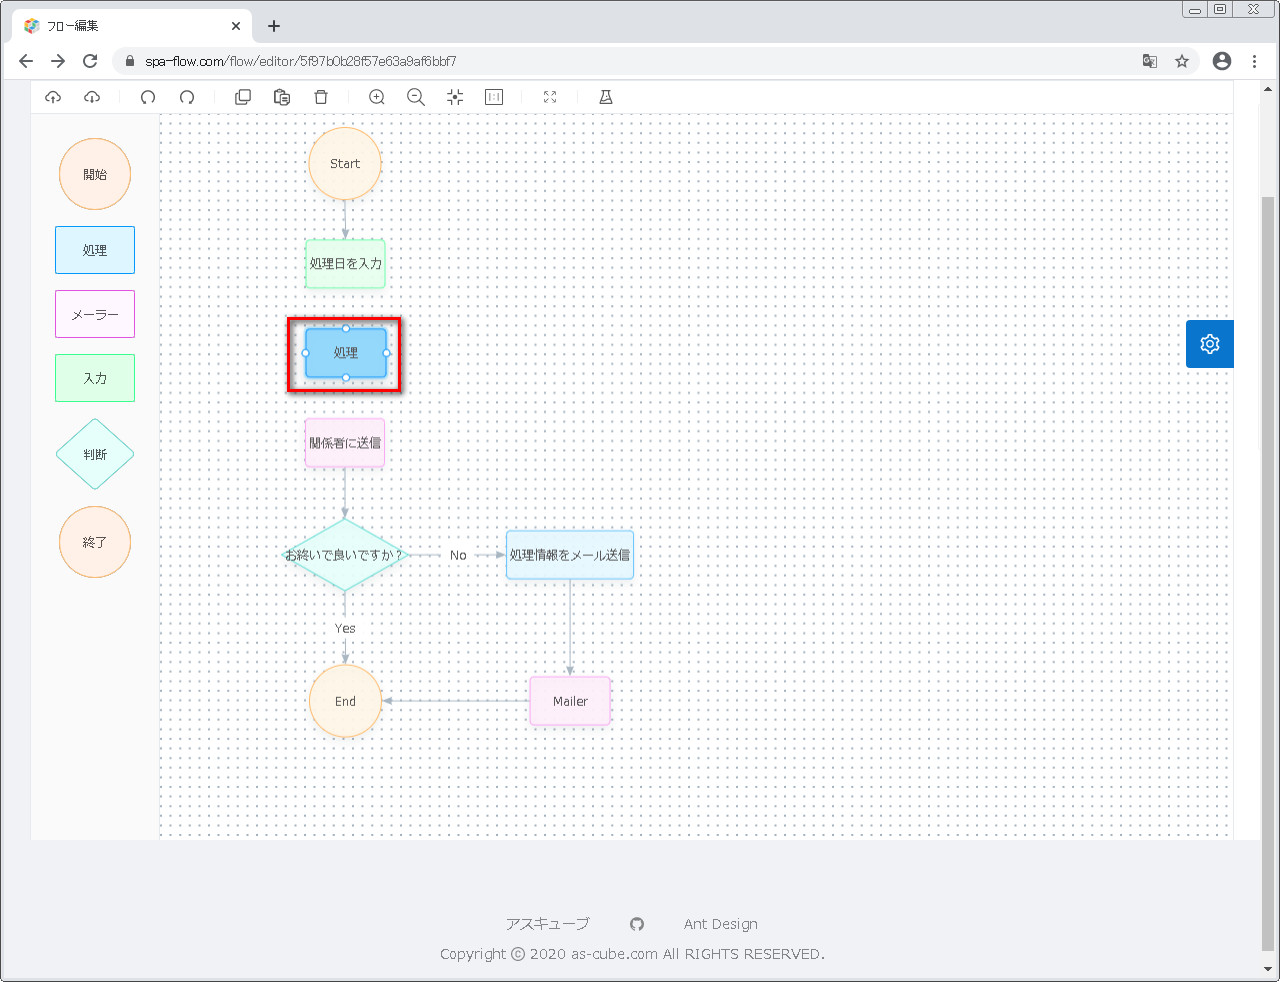 フロー編集
spa-flow.com/flow/editor/5f97b0b28f57e63a9af6bbf7
開始
処理
メーラー
入力
判断
終了
Start
処理日を入力
処理
関係者に送信
お終いで良いですか？
No
処理情報をメール送信
Yes
End
Mailer
アスキューブ
Ant Design
Copyright © 2020 as-cube.com All RIGHTS RESERVED.